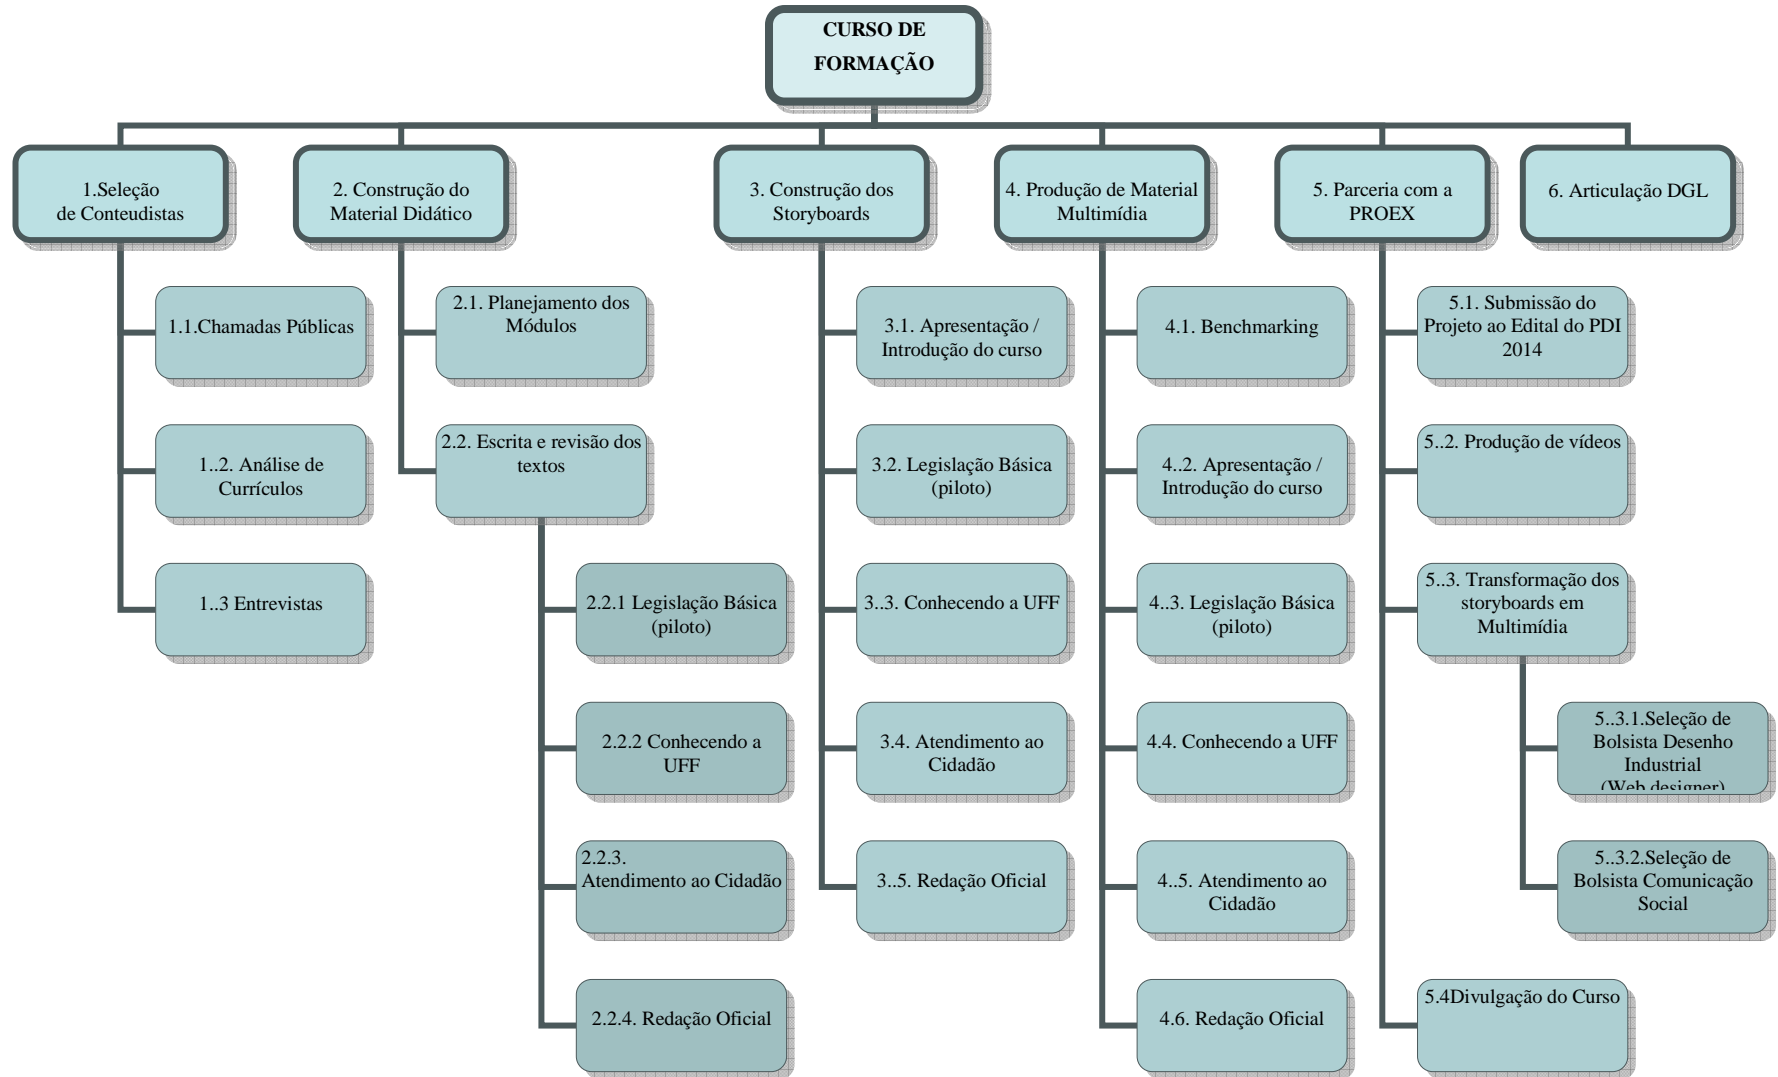 CURSO DE
FORMAÇÃO
1.Seleção
de Conteudistas
2. Construção do
Material Didático
3. Construção dos
Storyboards
4. Produção de Material
Multimídia
5. Parceria com a
PROEX
6. Articulação DGL
1.1.Chamadas Públicas
1..2. Análise de
Currículos
1..3 Entrevistas
2.1. Planejamento dos
Módulos
2.2. Escrita e revisão dos
textos
2.2.1 Legislação Básica
(piloto)
2.2.2 Conhecendo a
UFF
2.2.3.
Atendimento ao Cidadão
2.2.4. Redação Oficial
3.1. Apresentação /
Introdução do curso
3.2. Legislação Básica
(piloto)
3..3. Conhecendo a UFF
3.4. Atendimento ao
Cidadão
3..5. Redação Oficial
4.1. Benchmarking
4..2. Apresentação /
Introdução do curso
4..3. Legislação Básica
(piloto)
4.4. Conhecendo a UFF
4..5. Atendimento ao
Cidadão
4.6. Redação Oficial
5.1. Submissão do
Projeto ao Edital do PDI
2014
5..2. Produção de vídeos
5..3. Transformação dos
storyboards em
Multimídia
5..3.1.Seleção de
Bolsista Desenho
Industrial
(Web designer)
5..3.2.Seleção de
Bolsista Comunicação
Social
5.4Divulgação do Curso